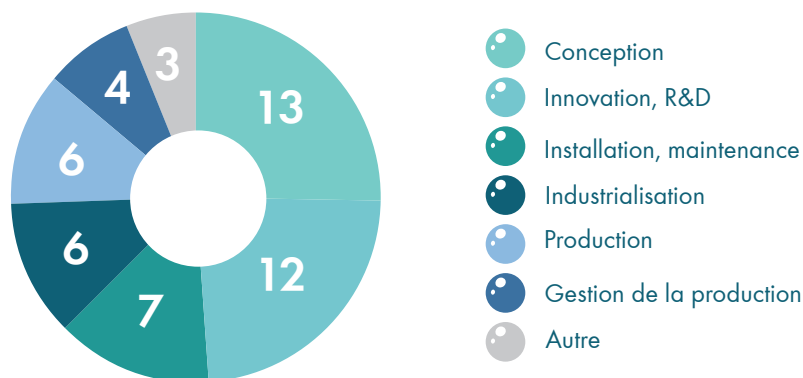 13
12
7
6
6
4
3
Conception
Innovation, R&D
Installation, maintenance
Industrialisation
Production
Gestion de la production
Autre